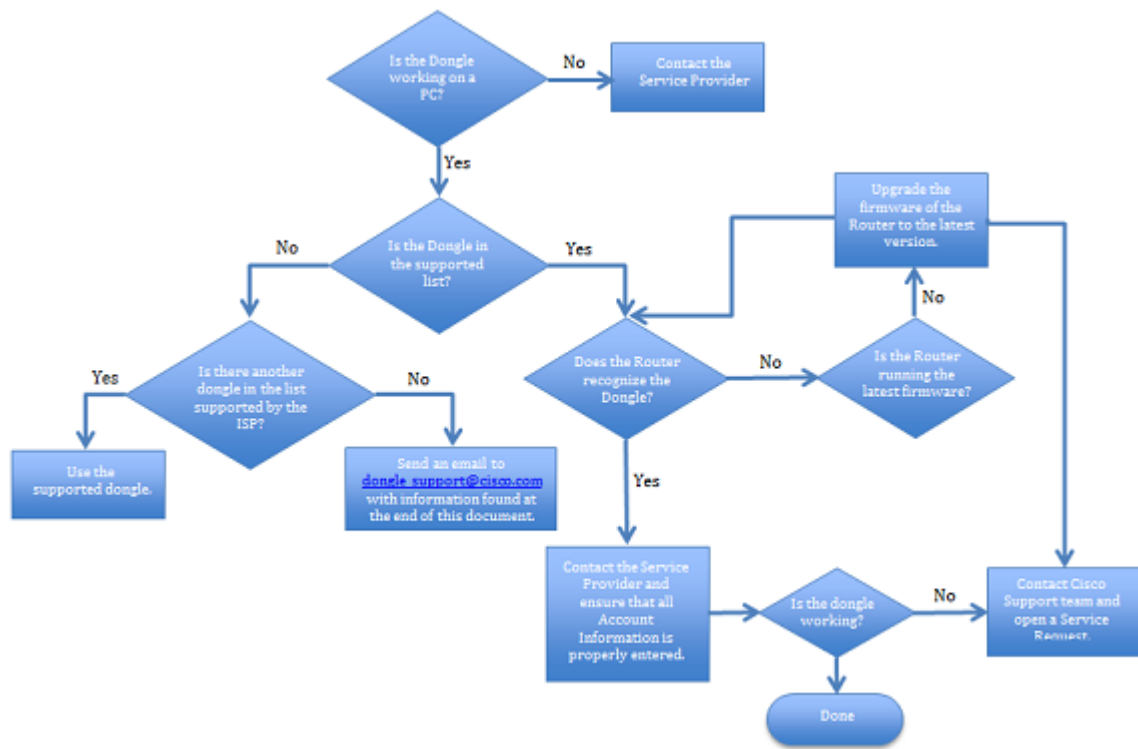 Is the Dongle
working on a
PC?
No
Contact the
Service Provider
Yes
Is the Dongle in
the supported
list?
No
Yes
Upgrade the
firmware of the
Router to the latest
version.
No
Is there another
dongle in the list
supported by the
ISP?
Yes
No
Does the Router
recognize the
Dongle?
No
Is the Router
running the
latest firmware?
Use the
supported dongle.
Send an email to
dongle_support@cisco.com
with information found at
the end of this document.
Yes
Contact the Service
Provider and
ensure that all
Account
Information is
properly entered.
Is the dongle
working?
No
Contact Cisco
Support team and
open a Service
Request.
Done